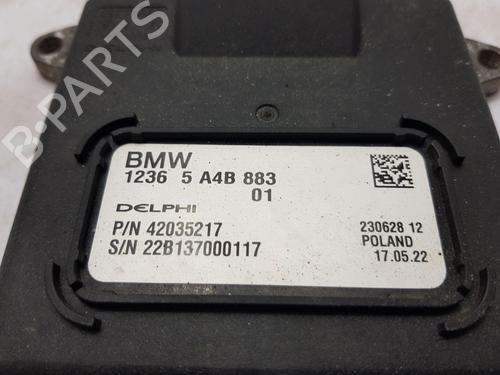 B-PARTS
BMW
1236 5 A4B 883
01
DELPHI
P/N 42035217
S/N 22B137000117
230628 12
POLAND
17.05.22